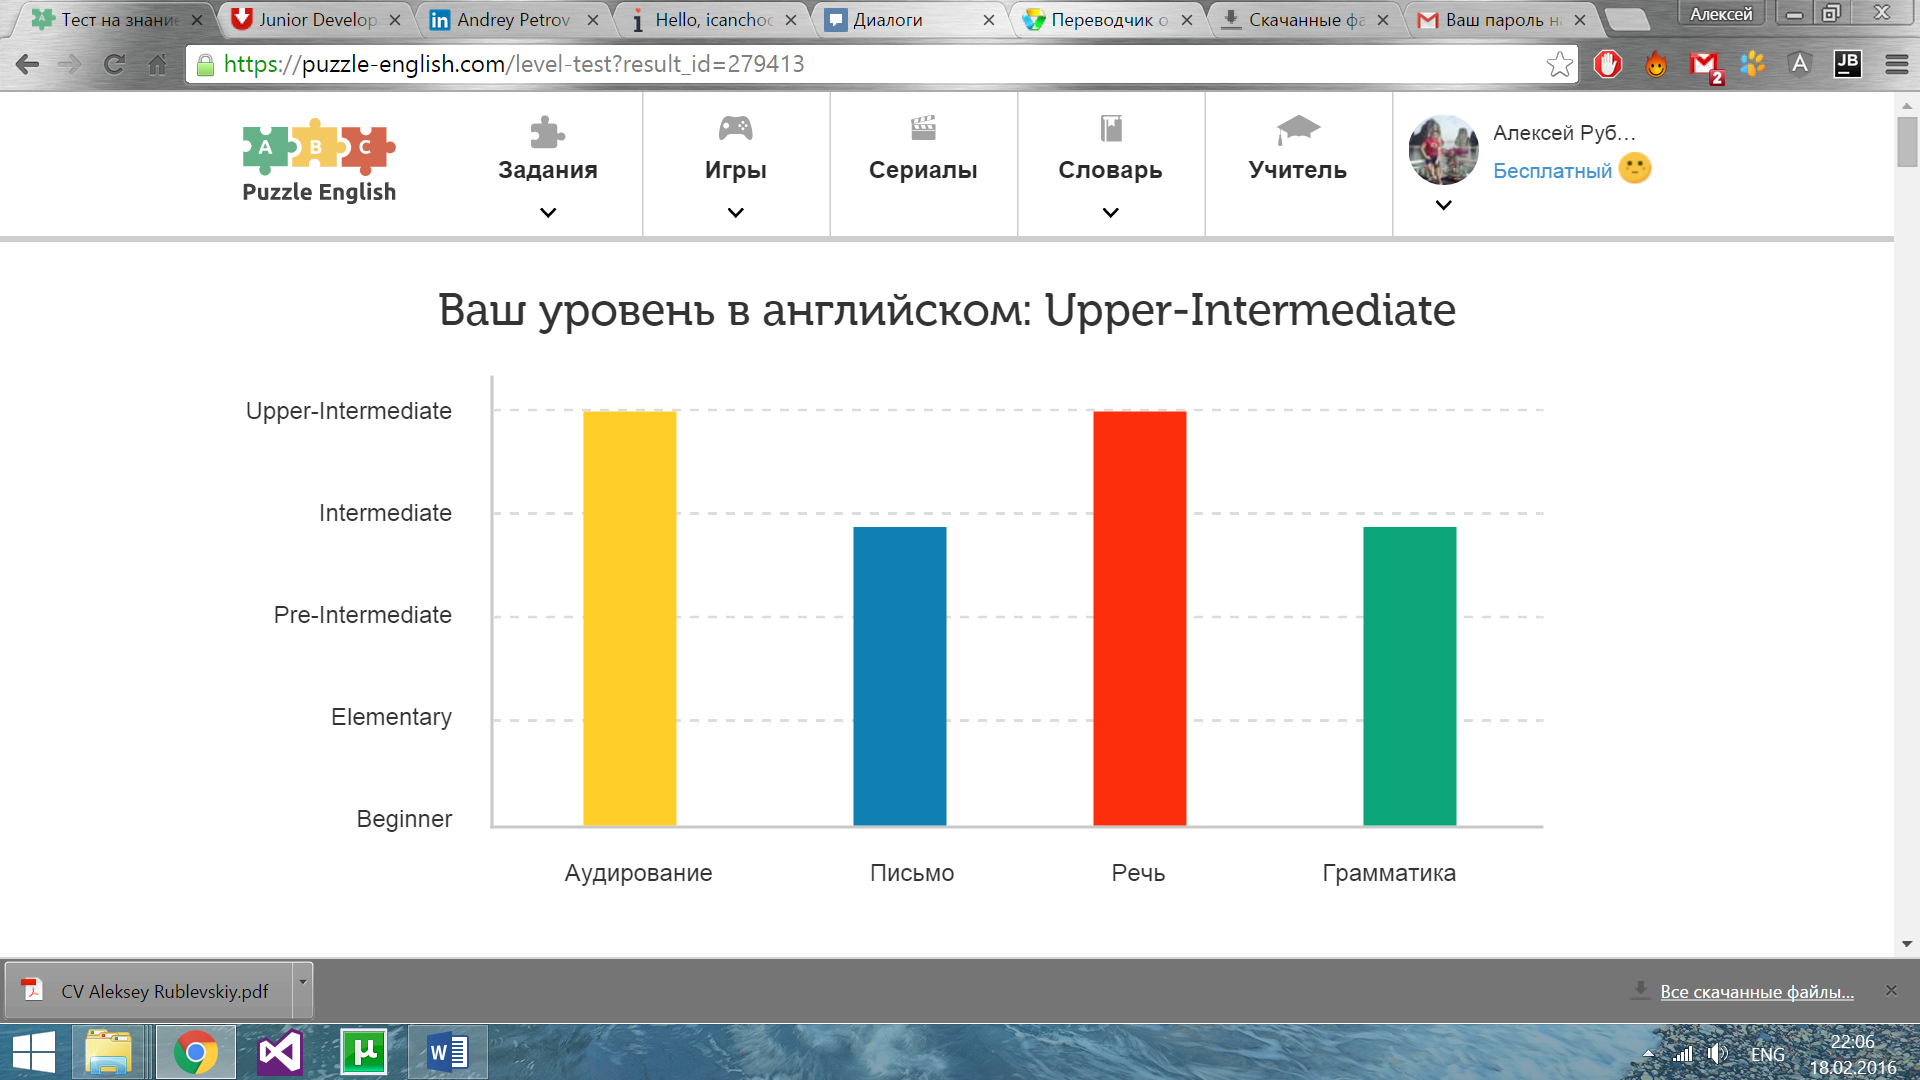 Тест на знание
Junior Develop
Andrey Petrov
Hello, icanchoo
Диалоги
Переводчик о
Скачанные фа
Ваш пароль н
Алексей
https://puzzle-english.com/level-test?result_id=279413
2
A
JB
A B C
Puzzle English
Задания
Игры
Сериалы
Словарь
Учитель
Алексей Руб...
Бесплатный
Ваш уровень в английском: Upper-Intermediate
Upper-Intermediate
Intermediate
Pre-Intermediate
Elementary
Beginner
Аудирование
Письмо
Речь
Грамматика
CV Aleksey Rublevskiy.pdf
Все скачанные файлы...
ENG
22:06
18.02.2016